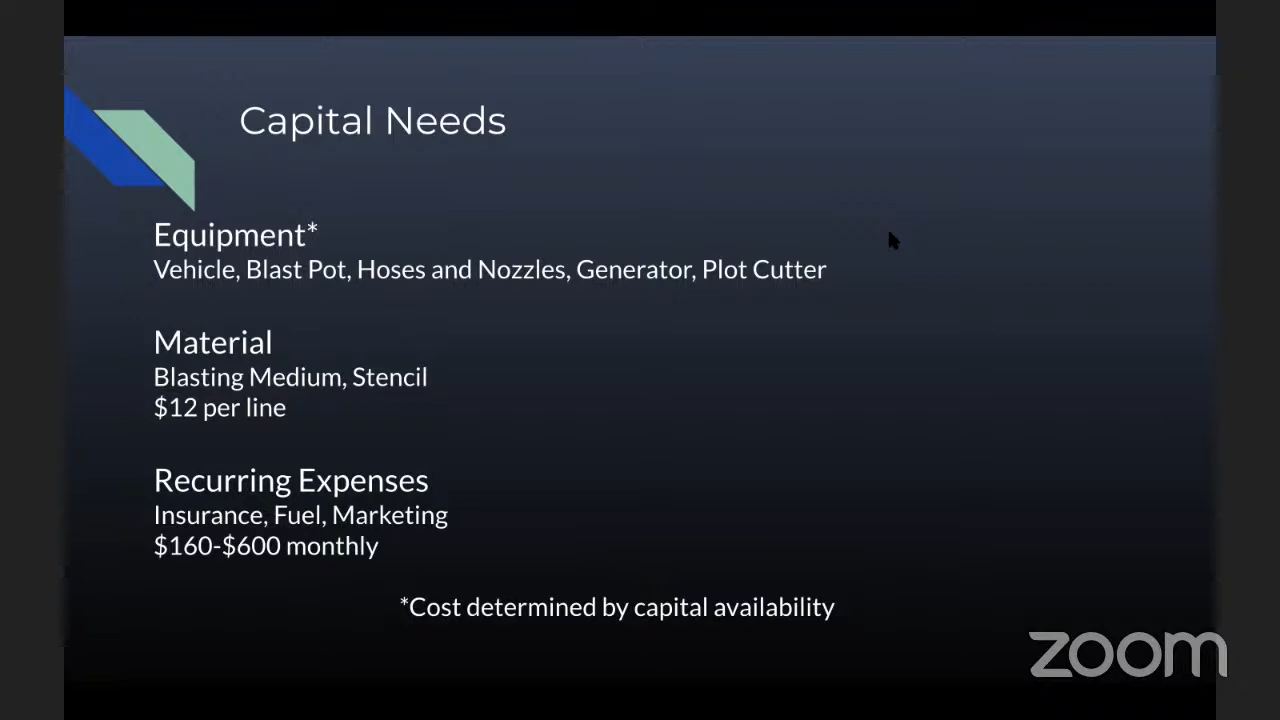 Capital Needs
Equipment*
Vehicle, Blast Pot, Hoses and Nozzles, Generator, Plot Cutter
Material
Blasting Medium, Stencil
$12 per line
Recurring Expenses
Insurance, Fuel, Marketing
$160-$600 monthly
*Cost determined by capital availability
zoom